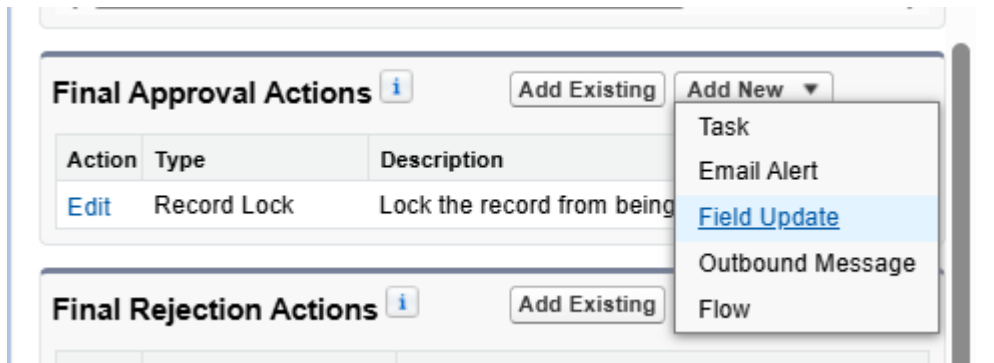 Final Approval Actions i Add Existing Add New ▼
Task
Action Type Description
Email Alert
Edit Record Lock Lock the record from being
Field Update
Outbound Message
Final Rejection Actions i Add Existing
Flow